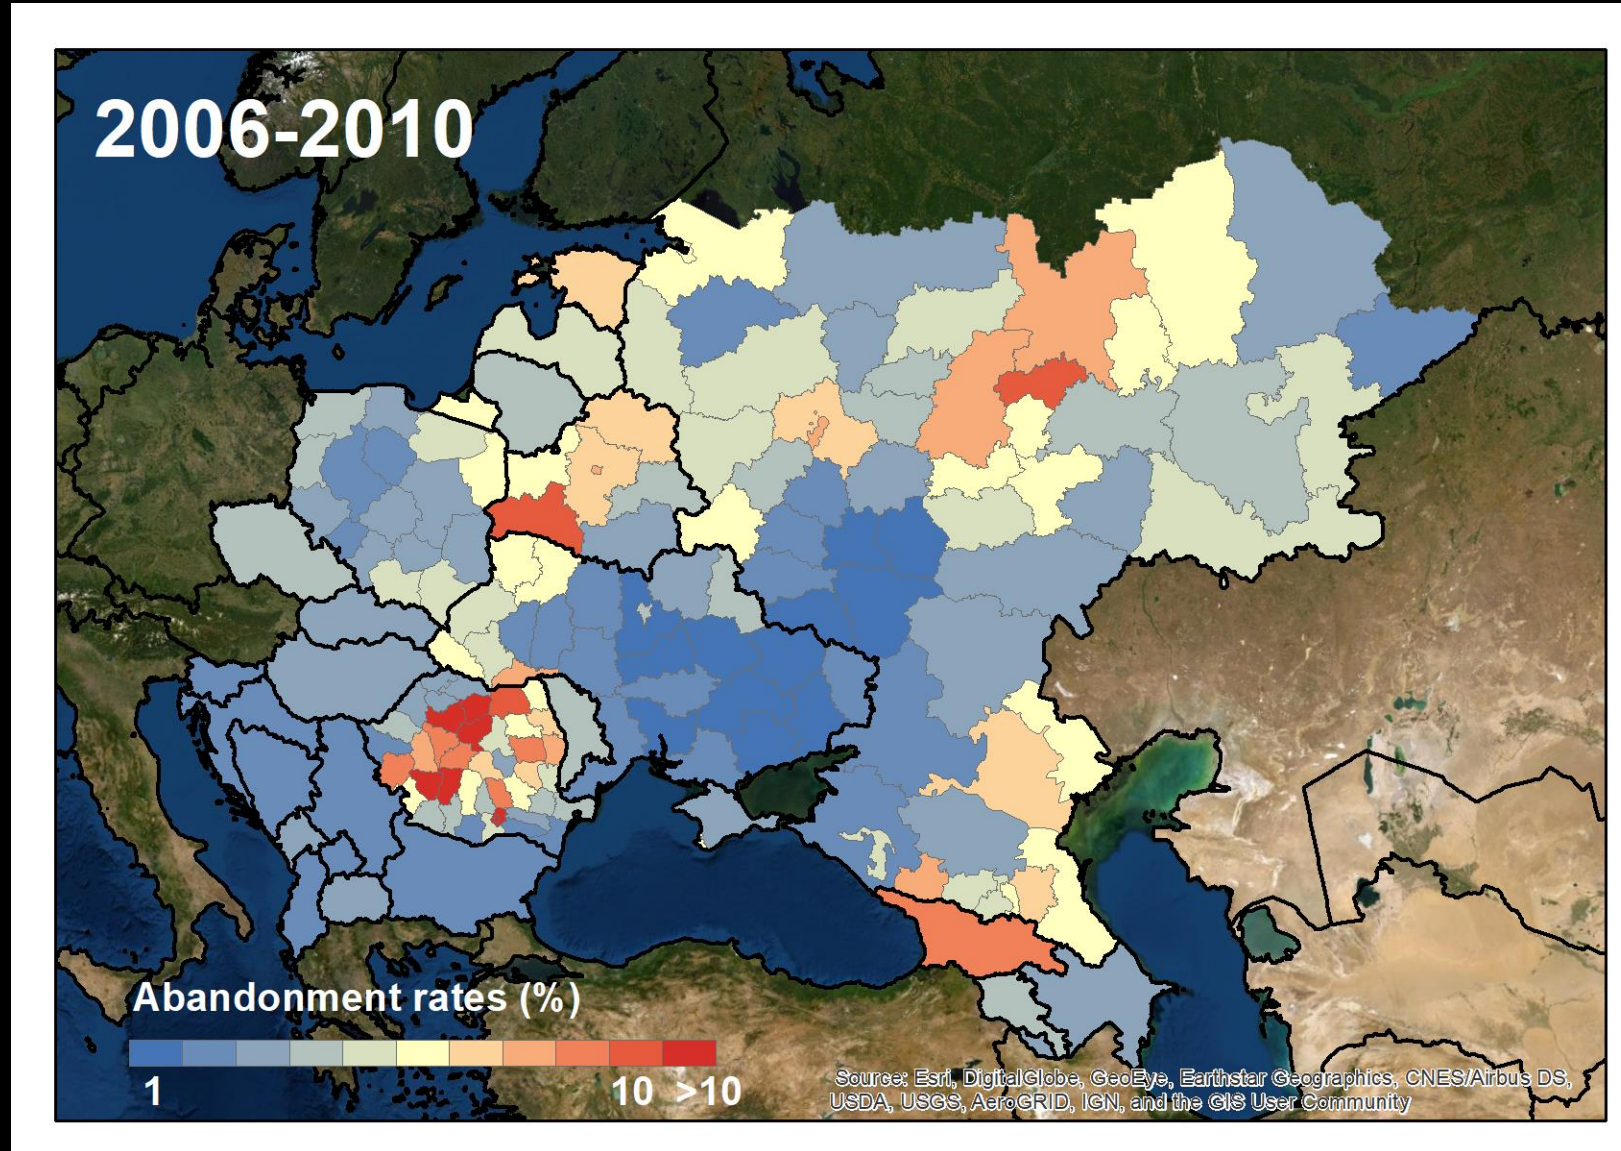 2006-2010
Abandonment rates (%)
1 10 >10
Source: Esri, DigitalGlobe, GeoEye, Earthstar Geographics, CNES/Airbus DS,
USDA, USGS, AeroGRID, IGN, and the GIS User Community